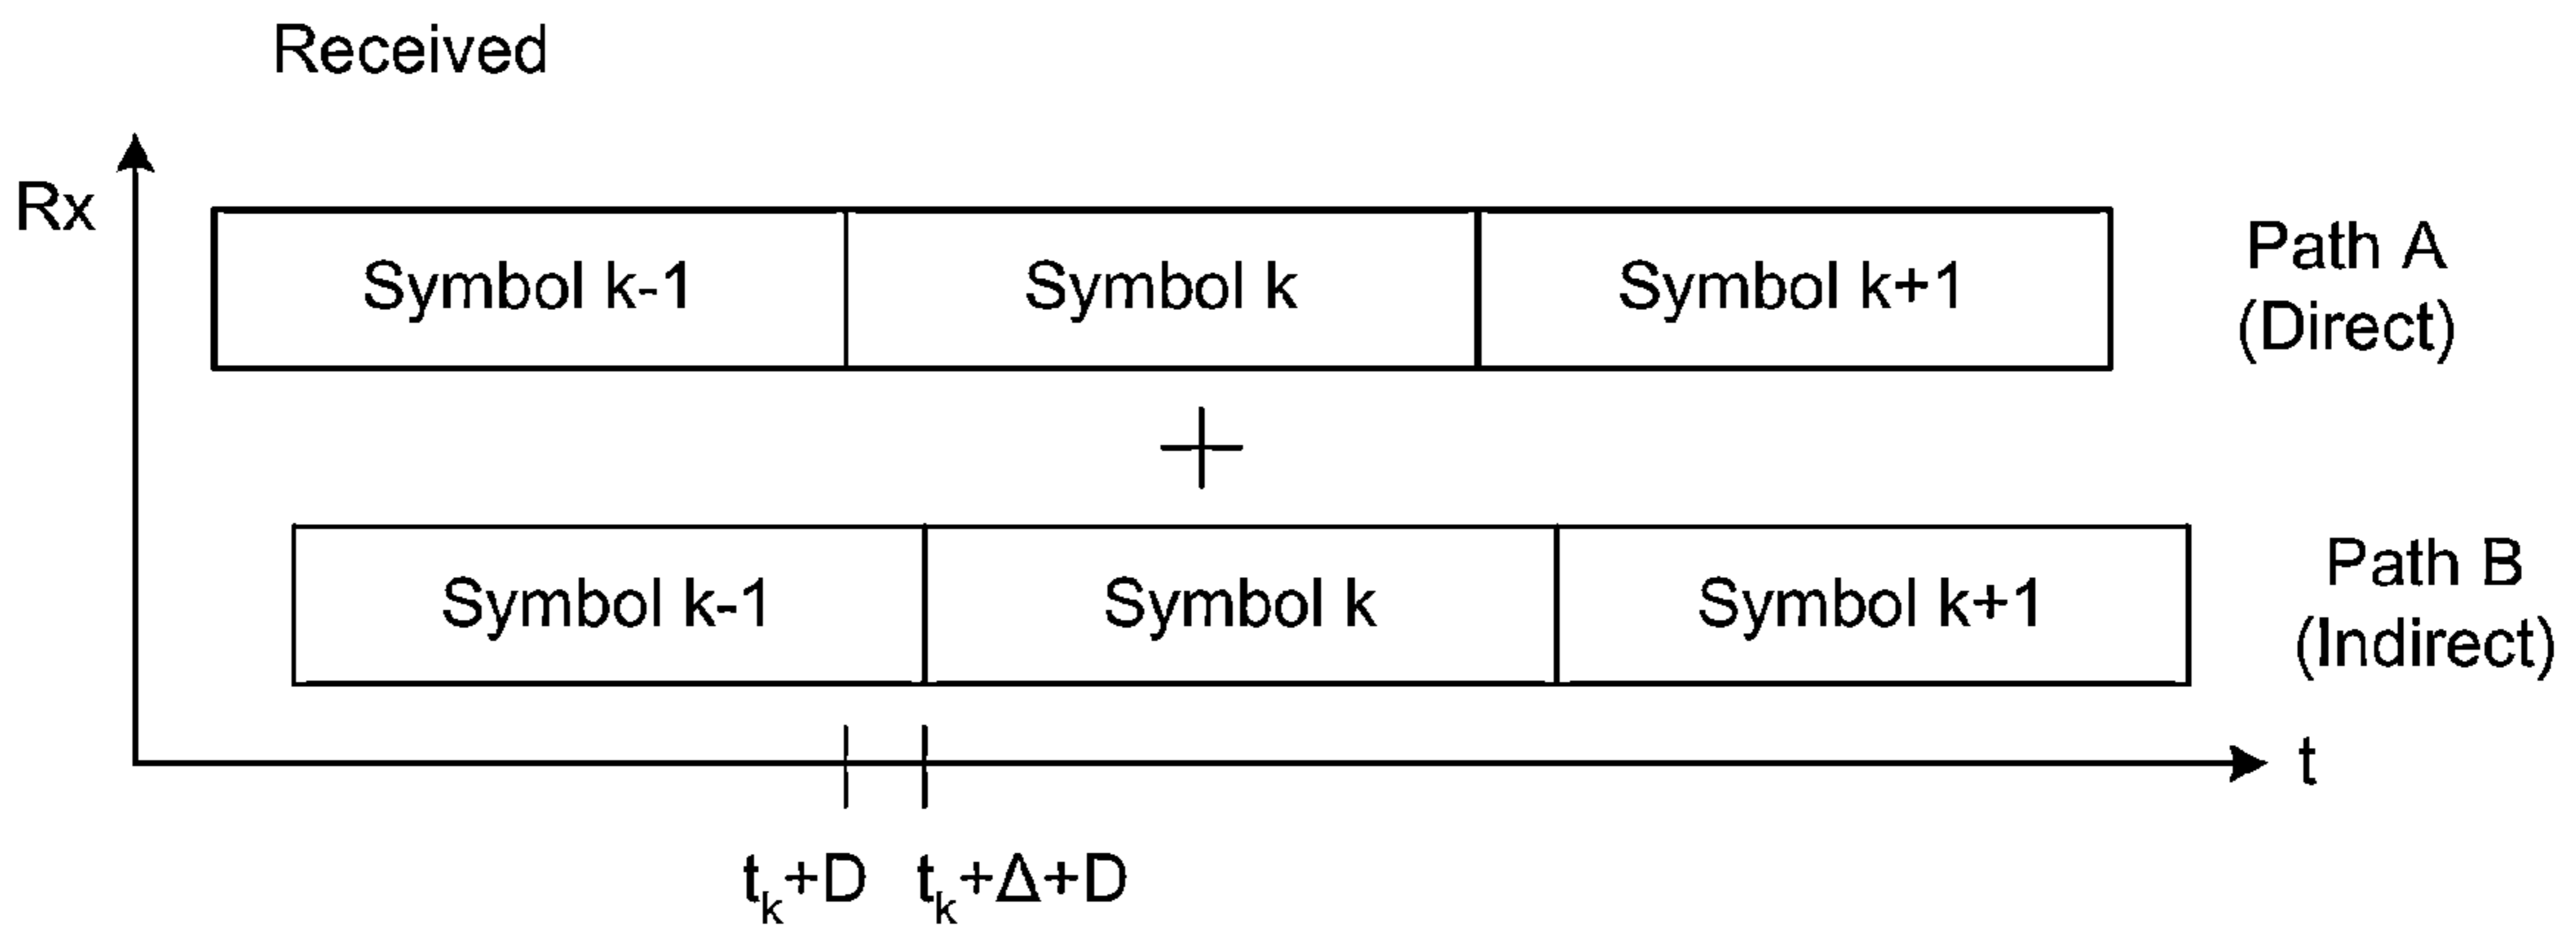 Received
Rx
Symbol k-1 Symbol k Symbol k+1
Path A
(Direct)
+
Symbol k-1 Symbol k Symbol k+1
Path B
(Indirect)
t
tk+D tk+Δ+D